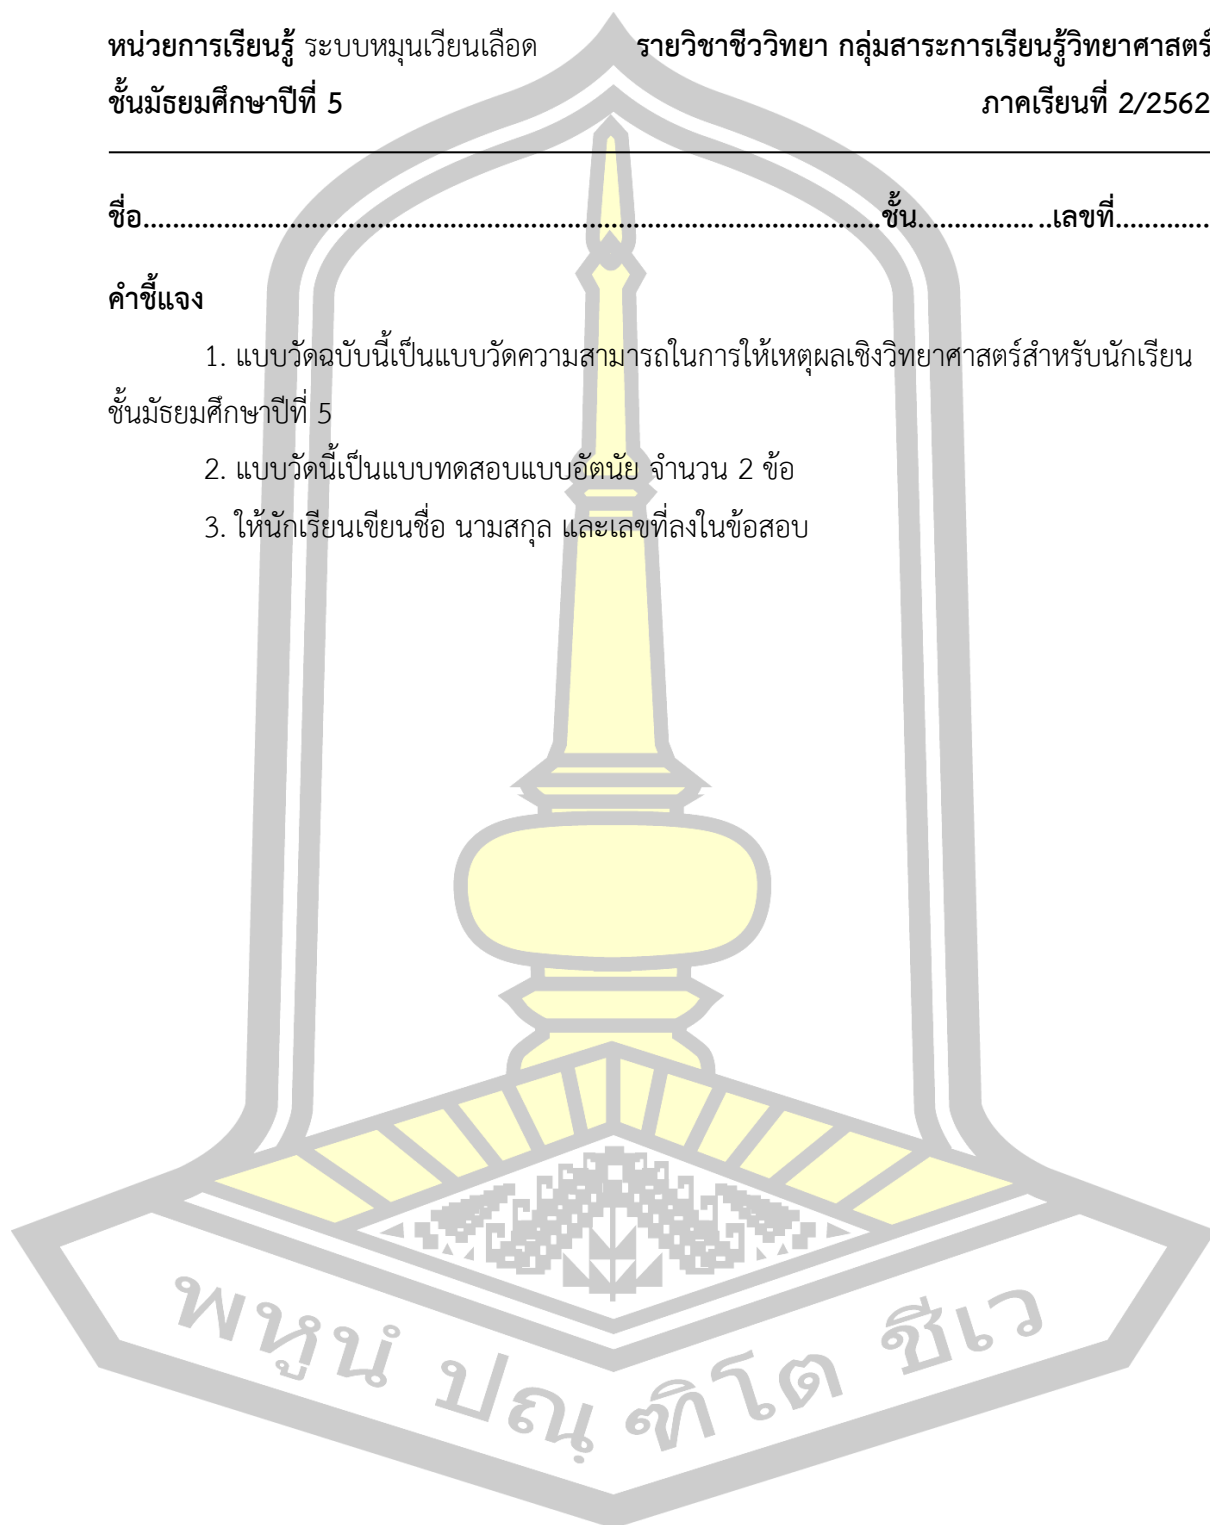 หน่วยการเรียนรู้ ระบบหมุนเวียนเลือด รายวิชาชีววิทยา กลุ่มสาระการเรียนรู้วิทยาศาสตร์
ชั้นมัธยมศึกษาปีที่ 5 ภาคเรียนที่ 2/2562
ชื่อ....................................................................................................ชั้น................ ..เลขที่.............
คำชี้แจง
1. แบบวัดฉบับนี้เป็นแบบวัดความสามารถในการให้เหตุผลเชิงวิทยาศาสตร์สำหรับนักเรียน
ชั้นมัธยมศึกษาปีที่ 5
2. แบบวัดนี้เป็นแบบทดสอบแบบอัตนัย จำนวน 2 ข้อ
3. ให้นักเรียนเขียนชื่อ นามสกุล และเลขที่ลงในข้อสอบ
พหูนํ ปณฺฑิโต ชีเว